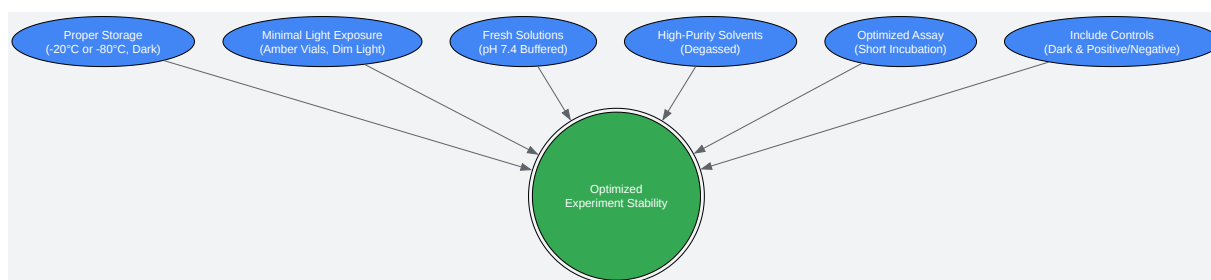 Proper Storage
(-20°C or -80°C, Dark)
Minimal Light Exposure
(Amber Vials, Dim Light)
Fresh Solutions
(pH 7.4 Buffered)
High-Purity Solvents
(Degassed)
Optimized Assay
(Short Incubation)
Include Controls
(Dark & Positive/Negative)
Optimized
Experiment Stability